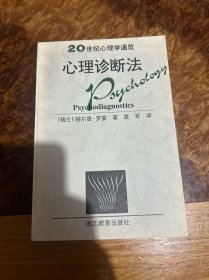 20世纪心理学通览
心理诊断法
Psychology
Psychodiagnostics
〔瑞士〕赫尔曼·罗夏 著 袁 军 译
浙江教育出版社